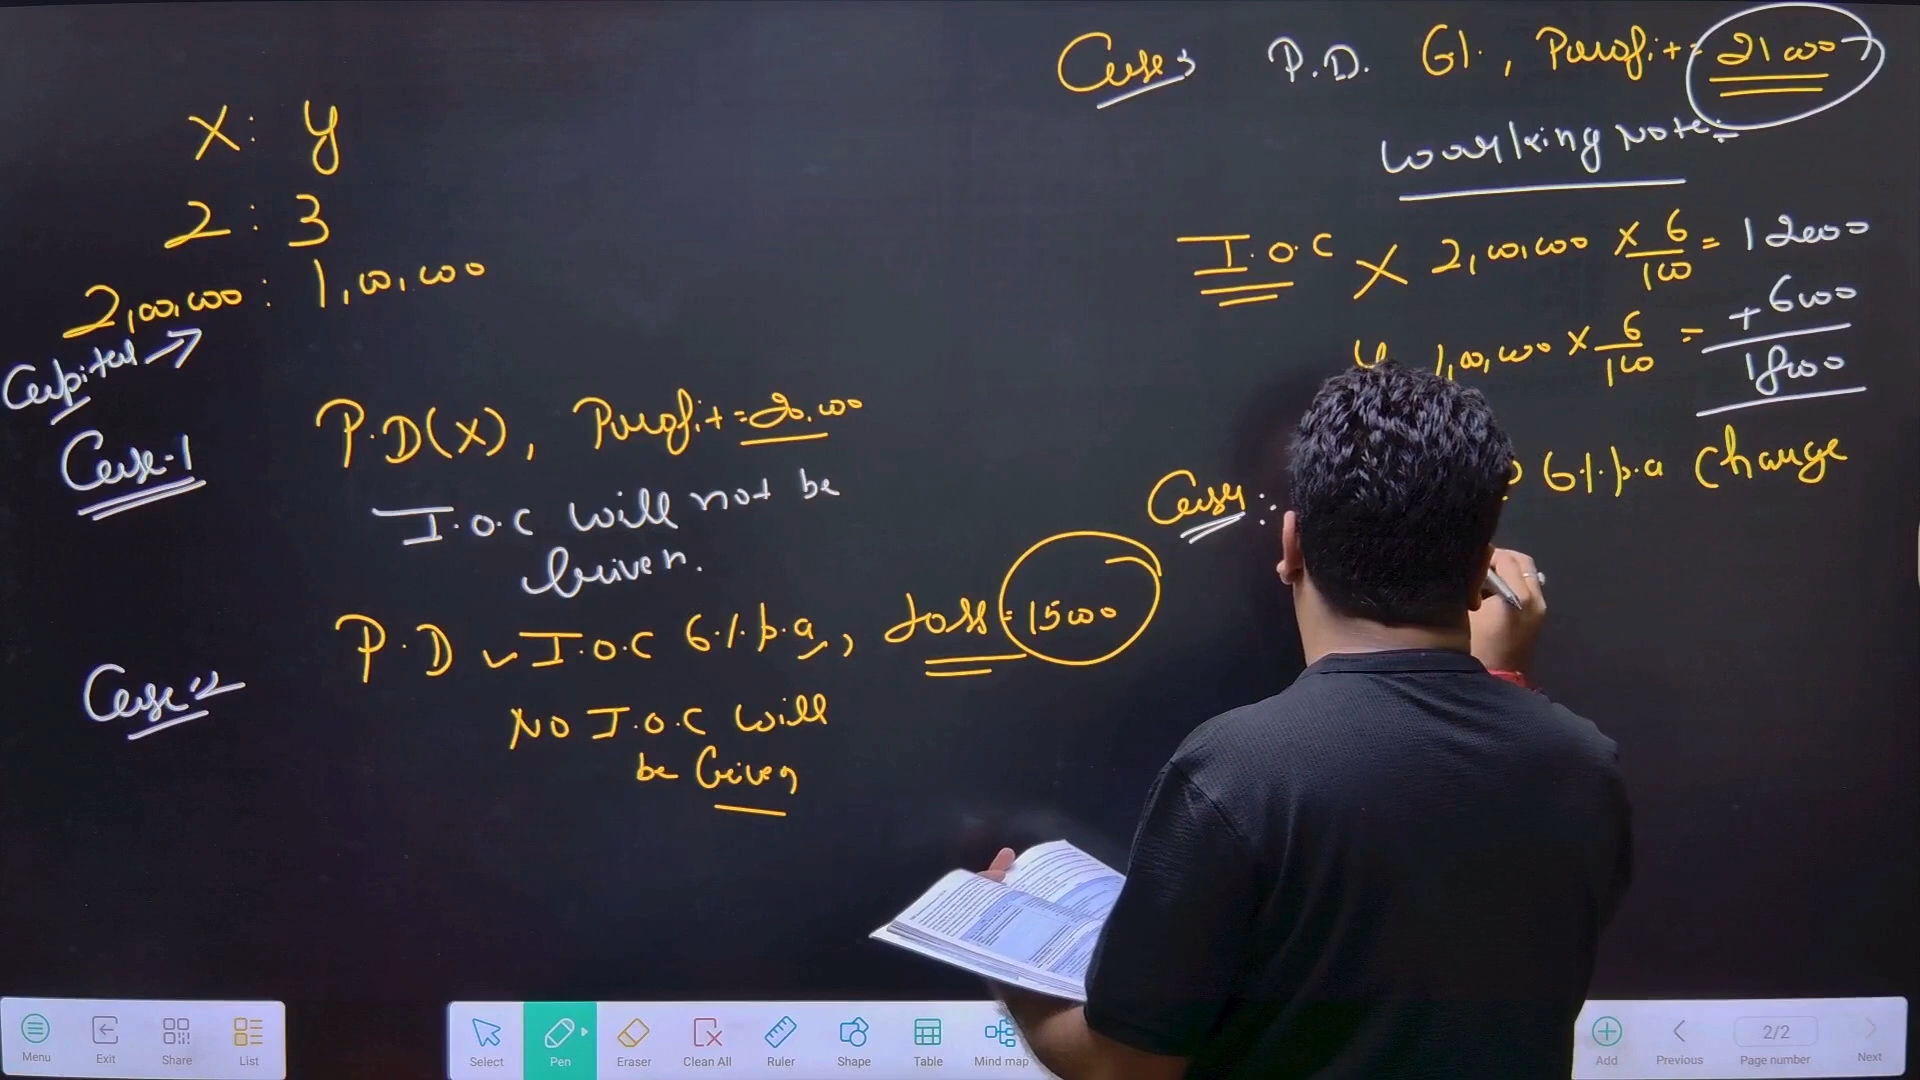 X : Y
2 : 3
2,00,000 : 1,00,000
Capital →
Case-1 P.D(X), Profit = 20,000
I.O.C will not be
Given.
Case-2 P.D I.O.C 6%.p.a, Loss = 15000
NO I.O.C will
be Given
Case 3 P.D. 6%., Profit = 21000
Working Note:
I.O.C X 2,00,000 × 6/100 = 12000
Y 1,00,000 × 6/100 = +6000
18000
Case 4 :- 6%.p.a Change
Menu
Exit
Share
List
Select
Pen
Eraser
Clean All
Ruler
Shape
Table
Mind map
Add
Previous
2/2
Page number
Next